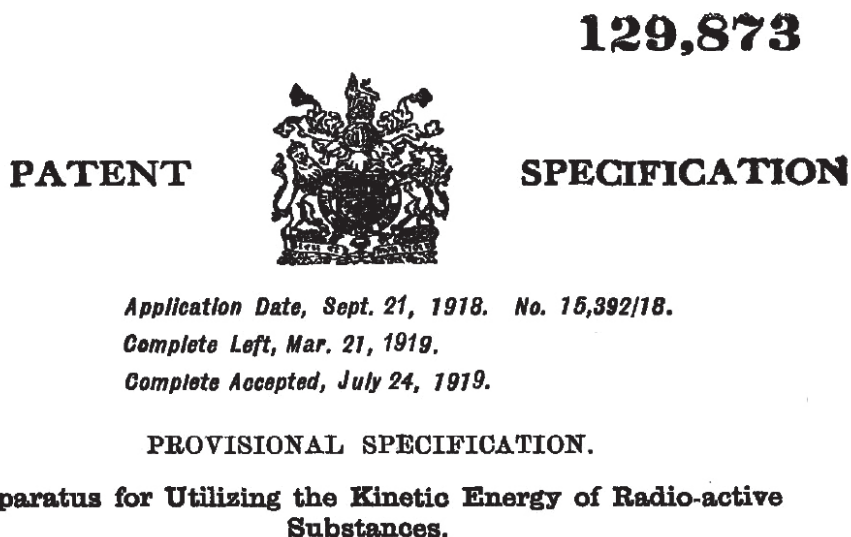 129,873
PATENT SPECIFICATION
Application Date, Sept. 21, 1918. No. 15,392/18.
Complete Left, Mar. 21, 1919.
Complete Accepted, July 24, 1919.
PROVISIONAL SPECIFICATION.
paratus for Utilizing the Kinetic Energy of Radio-active
Substances.